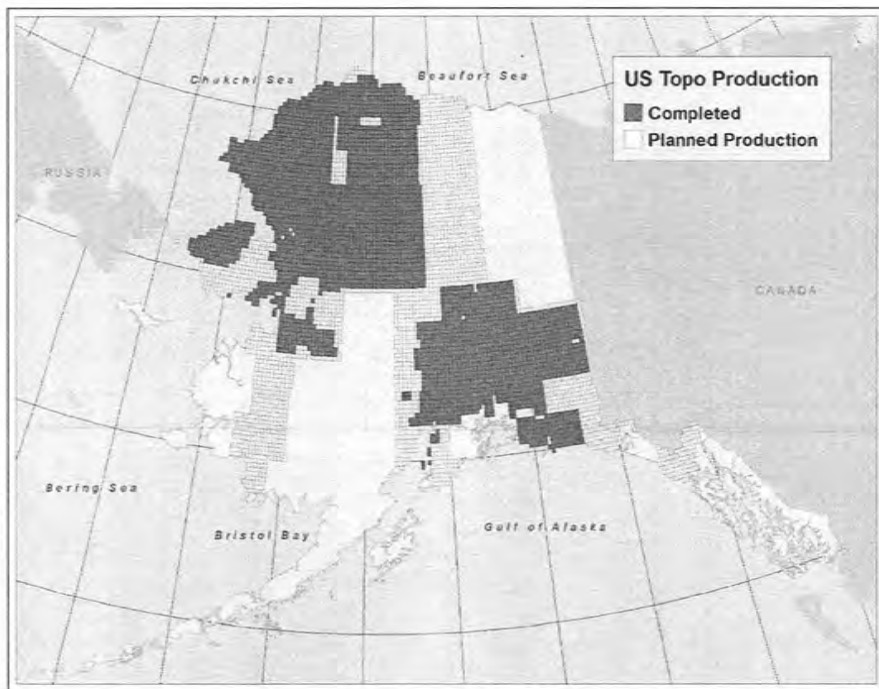 Chukchi Sea
Beaufort Sea
US Topo Production
Completed
Planned Production
RUSSIA
CANADA
Bering Sea
Bristol Bay
Gulf of Alaska